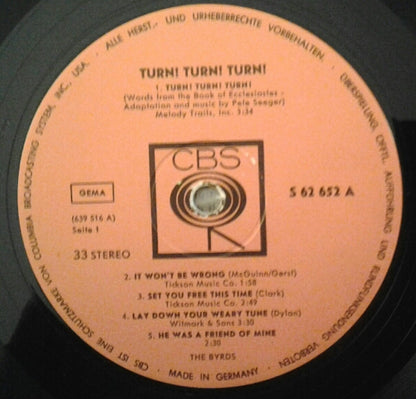 CBS IST EINE SCHUTZMARKE VON COLUMBIA BROADCASTING SYSTEM, INC., USA. · ALLE HERST.- UND URHEBERRECHTE VORBEHALTEN. · ÜBERSPIELUNG, ÖFFTL. AUFFÜHRUNG UND RUNDFUNKSENDUNG VERBOTEN
TURN! TURN! TURN!
1. TURN! TURN! TURN!
(Words from the Book of Ecclesiastes -
Adaptation and music by Pete Seeger)
Melody Trails, Inc. 3:34
CBS
GEMA
S 62 652 A
(639 516 A)
Seite 1
33 STEREO
2. IT WON'T BE WRONG (McGuinn/Gerst)
Tickson Music Co. 1:58
3. SET YOU FREE THIS TIME (Clark)
Tickson Music Co. 2:49
4. LAY DOWN YOUR WEARY TUNE (Dylan)
Witmark & Sons 3:30
5. HE WAS A FRIEND OF MINE
2:30
THE BYRDS
· MADE IN GERMANY ·